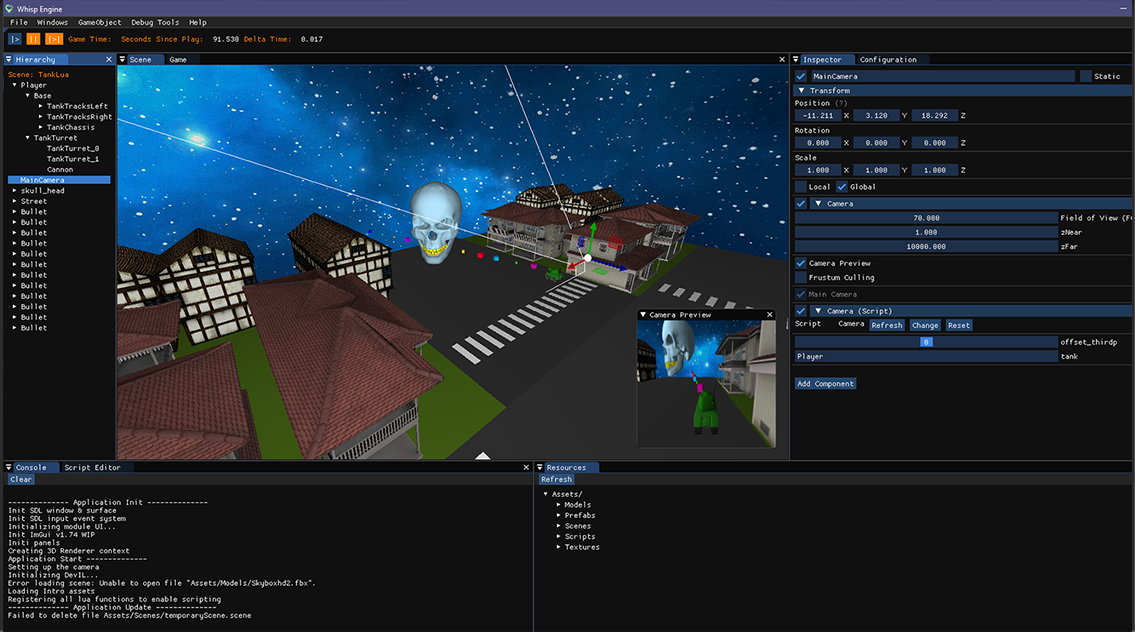 Whisp Engine
File Windows GameObject Debug Tools Help
|> || |>| Game Time: Seconds Since Play: 91.530 Delta Time: 0.017
Hierarchy
Scene: TankLua
Player
Base
TankTracksLeft
TankTracksRight
TankChassis
TankTurret
TankTurret_0
TankTurret_1
Cannon
MainCamera
skull_head
Street
Bullet
Bullet
Bullet
Bullet
Bullet
Bullet
Bullet
Bullet
Bullet
Bullet
Bullet
Bullet
Scene Game
Camera Preview
Inspector Configuration
MainCamera Static
Transform
Position (?)
-11.211 X 3.120 Y 18.292 Z
Rotation
0.000 X 0.000 Y 0.000 Z
Scale
1.000 X 1.000 Y 1.000 Z
Local Global
Camera
70.000 Field of View (F
1.000 zNear
10000.000 zFar
Camera Preview
Frustum Culling
Main Camera
Camera (Script)
Script Camera Refresh Change Reset
0 offset_thirdp
Player tank
Add Component
Console Script Editor
Clear
-------------- Application Init --------------
Init SDL window & surface
Init SDL input event system
Initializing module UI...
Init ImGui v1.74 WIP
Initi panels
Creating 3D Renderer context
Application Start --------------
Setting up the camera
Initializing DevIL...
Error loading scene: Unable to open file "Assets/Models/Skyboxhd2.fbx".
Loading Intro assets
Registering all lua functions to enable scripting
-------------- Application Update --------------
Failed to delete file Assets/Scenes/temporaryScene.scene
Resources
Refresh
Assets/
Models
Prefabs
Scenes
Scripts
Textures